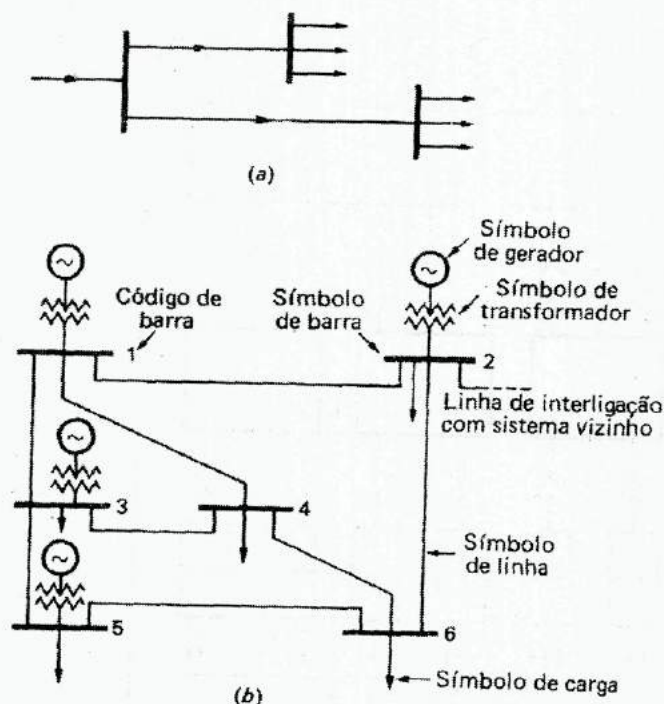 (a)
Símbolo
de gerador
Código de
barra
Símbolo
de barra
Símbolo de
transformador
1
2
Linha de interligação
com sistema vizinho
3
4
Símbolo
de linha
5
6
Símbolo de carga
(b)